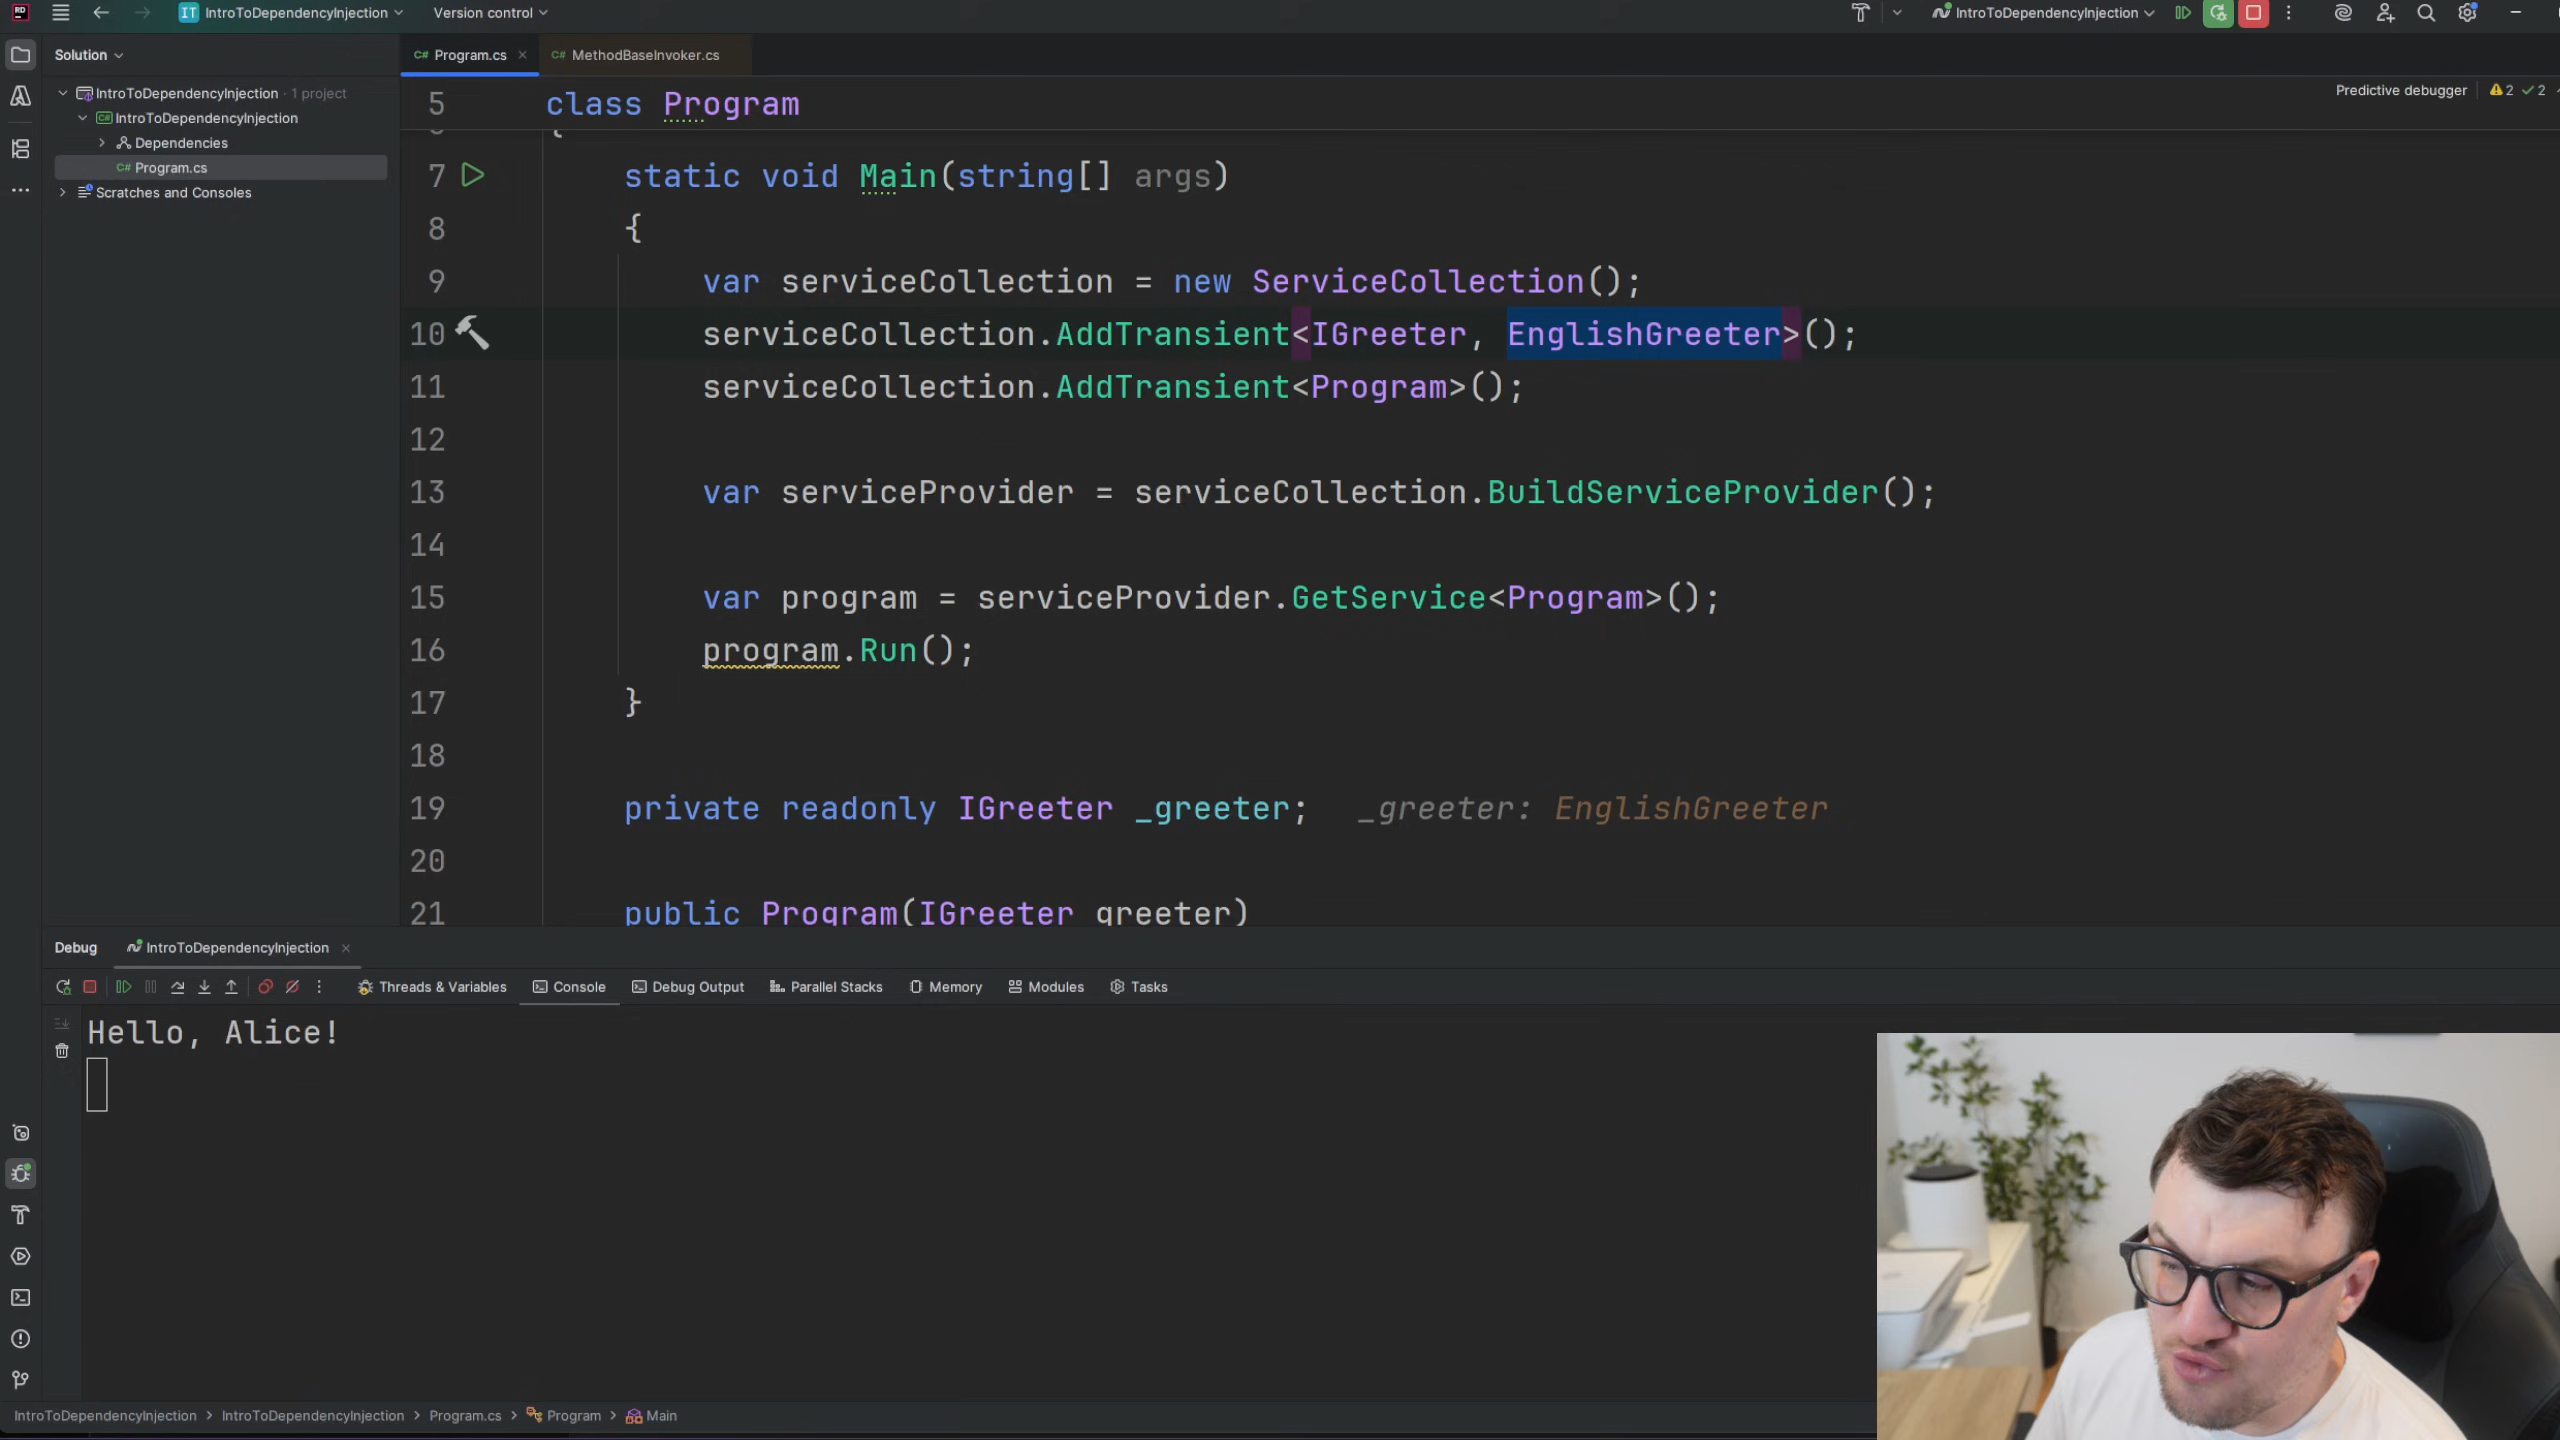 RD
IT IntroToDependencyInjection
Version control
IntroToDependencyInjection
Solution
C# Program.cs
C# MethodBaseInvoker.cs
IntroToDependencyInjection · 1 project
C# IntroToDependencyInjection
Dependencies
C# Program.cs
Scratches and Consoles
Predictive debugger 2 2
5 class Program
7 static void Main(string[] args)
8 {
9 var serviceCollection = new ServiceCollection();
10 serviceCollection.AddTransient<IGreeter, EnglishGreeter>();
11 serviceCollection.AddTransient<Program>();
12
13 var serviceProvider = serviceCollection.BuildServiceProvider();
14
15 var program = serviceProvider.GetService<Program>();
16 program.Run();
17 }
18
19 private readonly IGreeter _greeter; _greeter: EnglishGreeter
20
21 public Program(IGreeter greeter)
Debug IntroToDependencyInjection
Threads & Variables Console Debug Output Parallel Stacks Memory Modules Tasks
Hello, Alice!
IntroToDependencyInjection > IntroToDependencyInjection > Program.cs > Program > Main